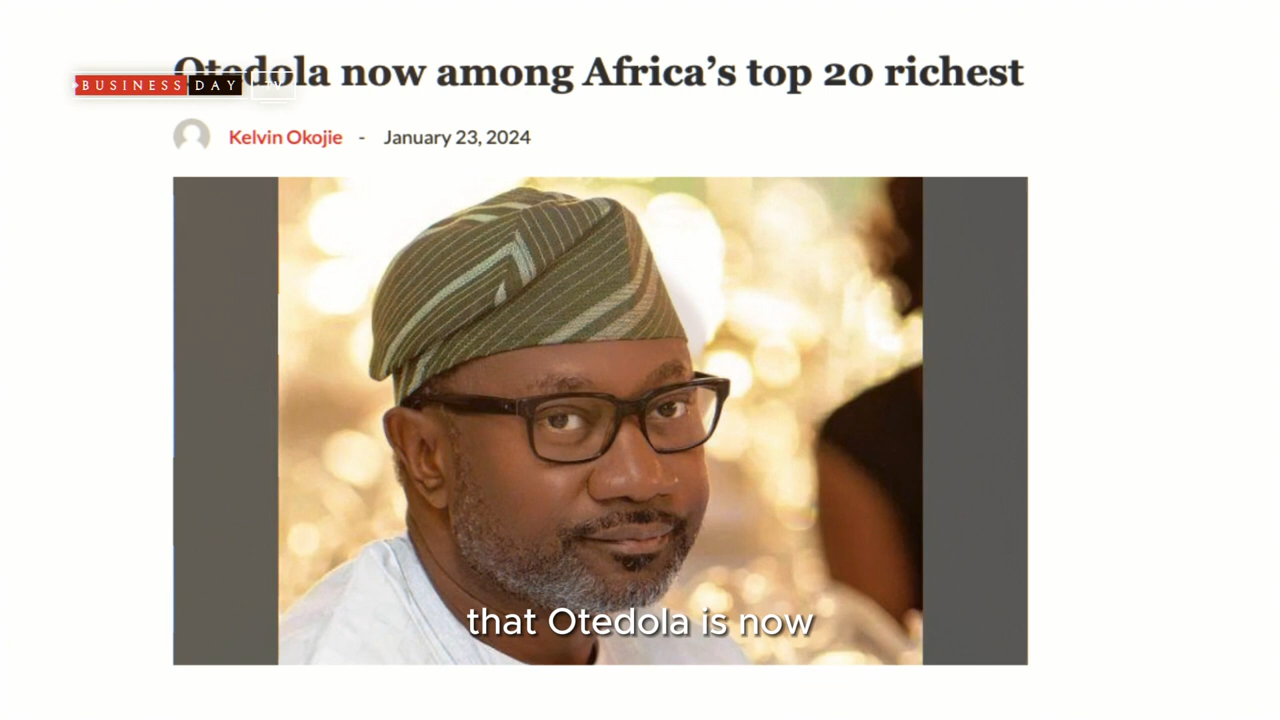 Otedola now among Africa's top 20 richest
BUSINESS DAY
Kelvin Okojie - January 23, 2024
that Otedola is now